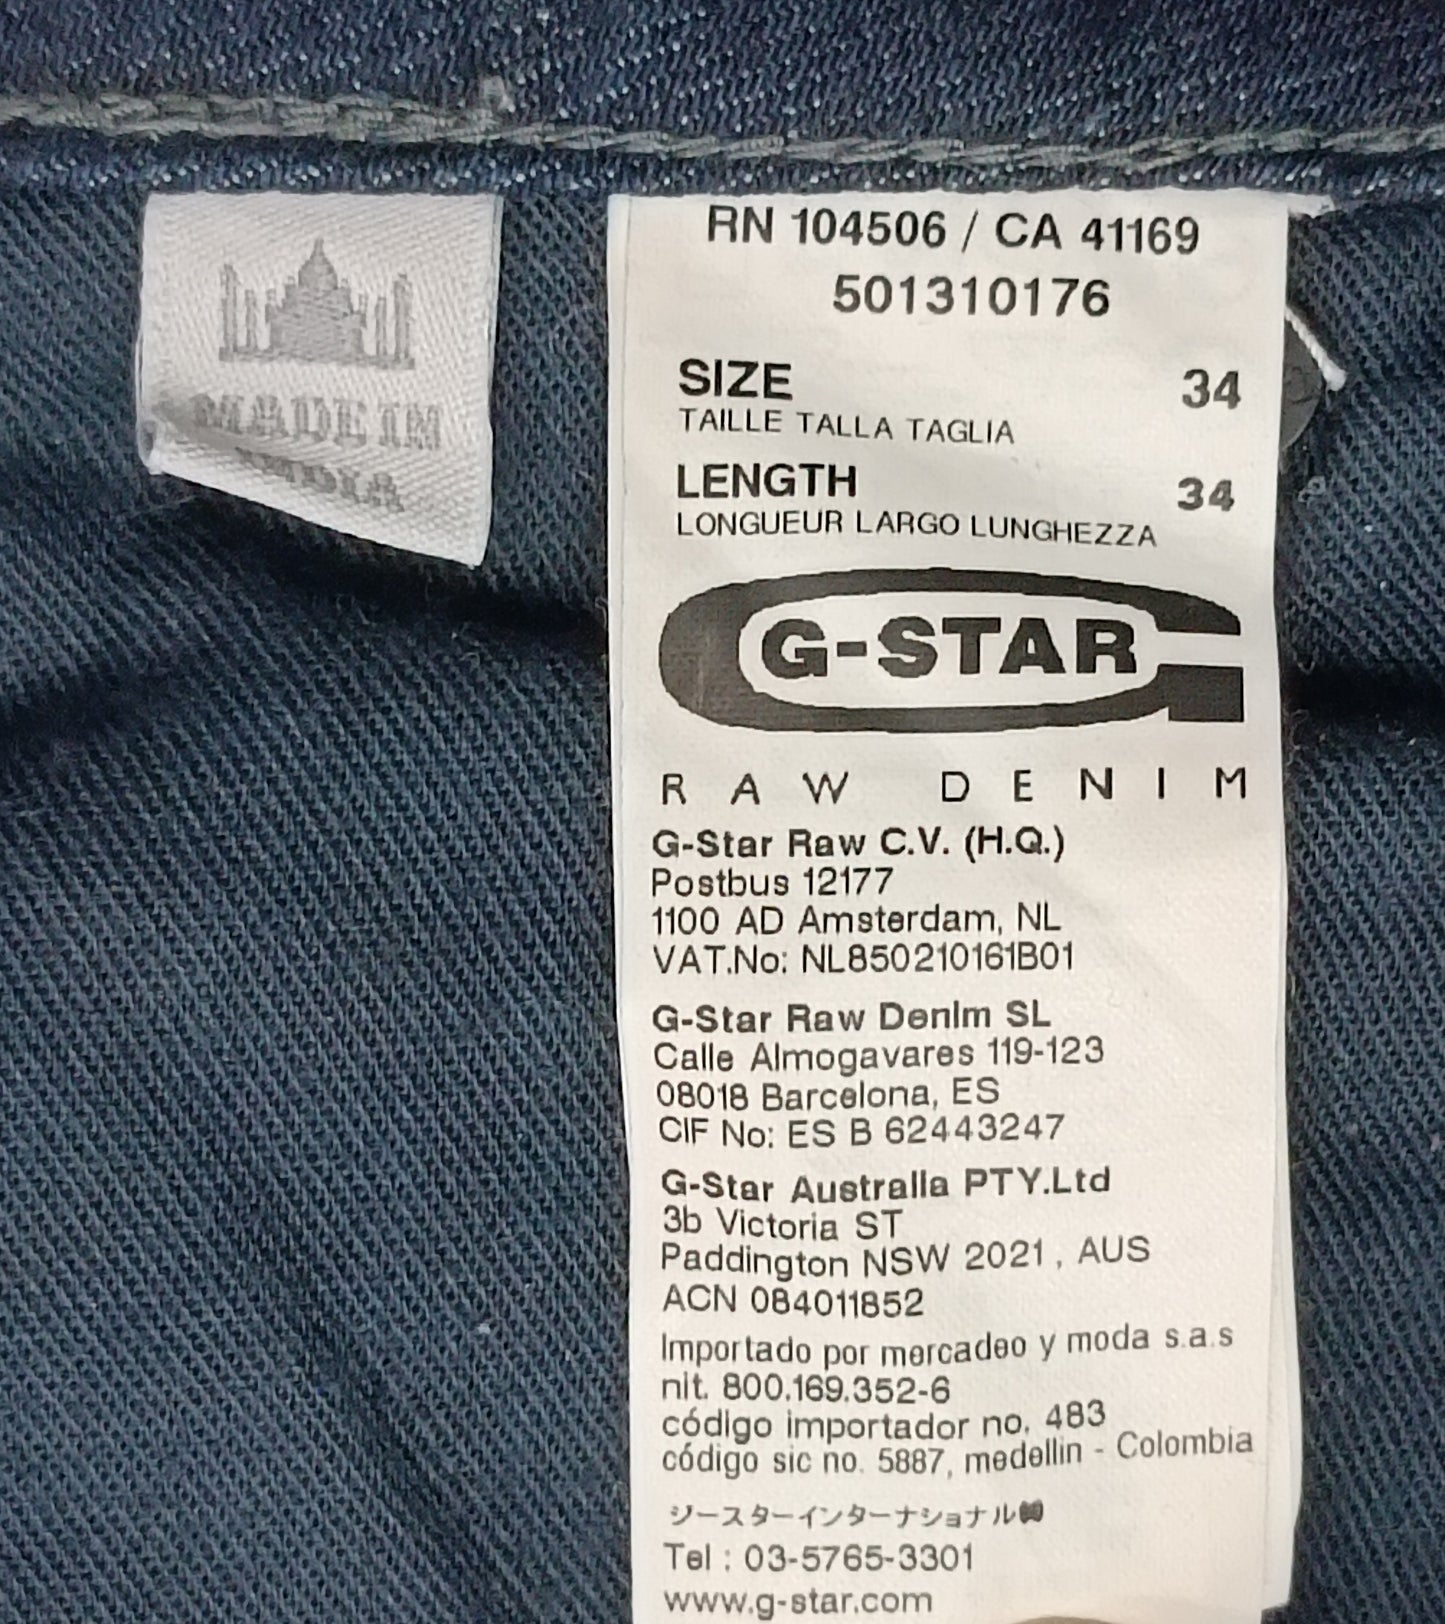 MADE IN
INDIA
RN 104506 / CA 41169
501310176
SIZE 34
TAILLE TALLA TAGLIA
LENGTH 34
LONGUEUR LARGO LUNGHEZZA
G-STAR
RAW DENIM
G-Star Raw C.V. (H.Q.)
Postbus 12177
1100 AD Amsterdam, NL
VAT.No: NL850210161B01
G-Star Raw Denim SL
Calle Almogavares 119-123
08018 Barcelona, ES
CIF No: ES B 62443247
G-Star Australia PTY.Ltd
3b Victoria ST
Paddington NSW 2021 , AUS
ACN 084011852
Importado por mercadeo y moda s.a.s
nit. 800.169.352-6
código importador no. 483
código sic no. 5887, medellin - Colombia
ジースターインターナショナル
Tel : 03-5765-3301
www.g-star.com